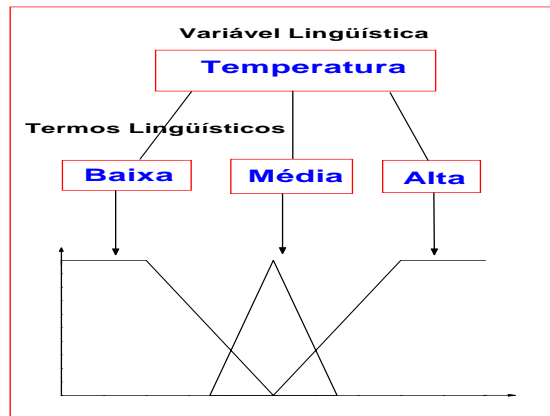 Variável Lingüística
Temperatura
Termos Lingüísticos
Baixa
Média
Alta